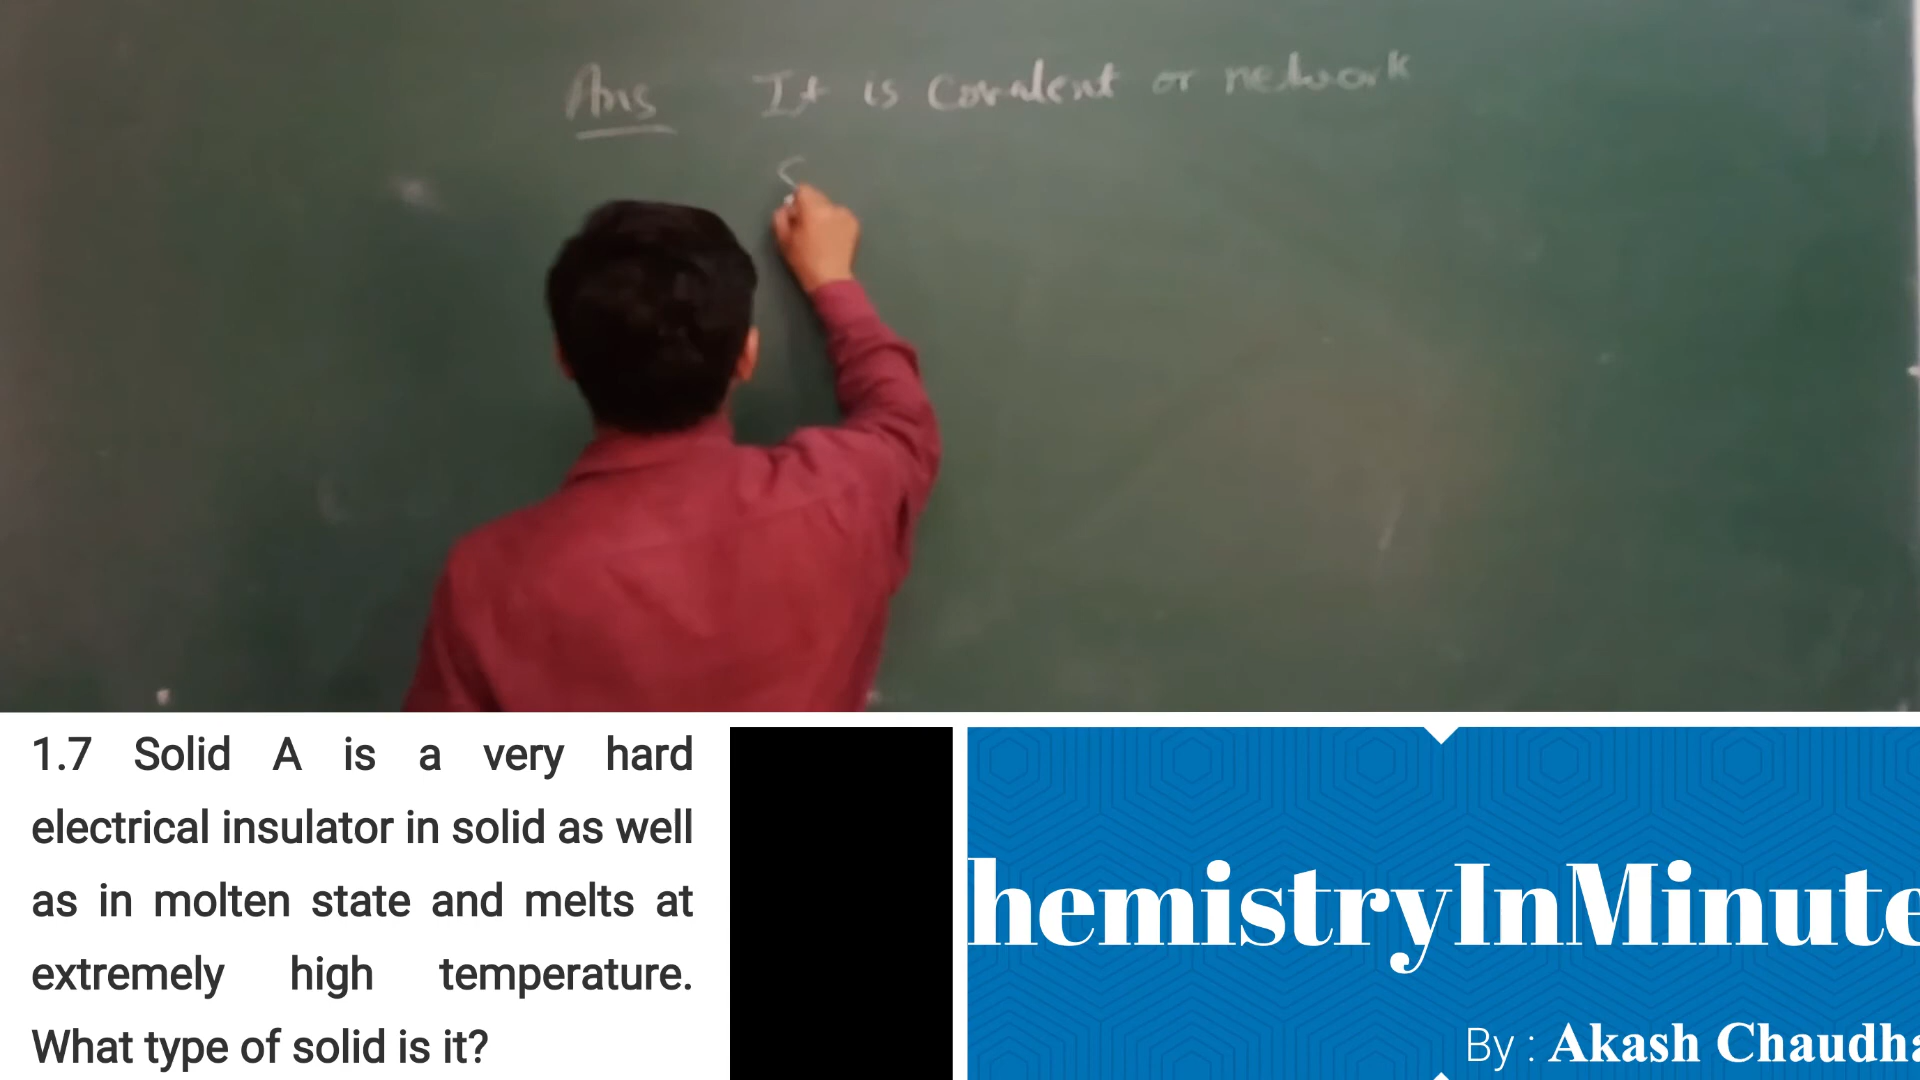 Ans It is covalent or network
S
1.7 Solid A is a very hard
electrical insulator in solid as well
as in molten state and melts at
extremely high temperature.
What type of solid is it?
hemistryInMinute
By : Akash Chaudha